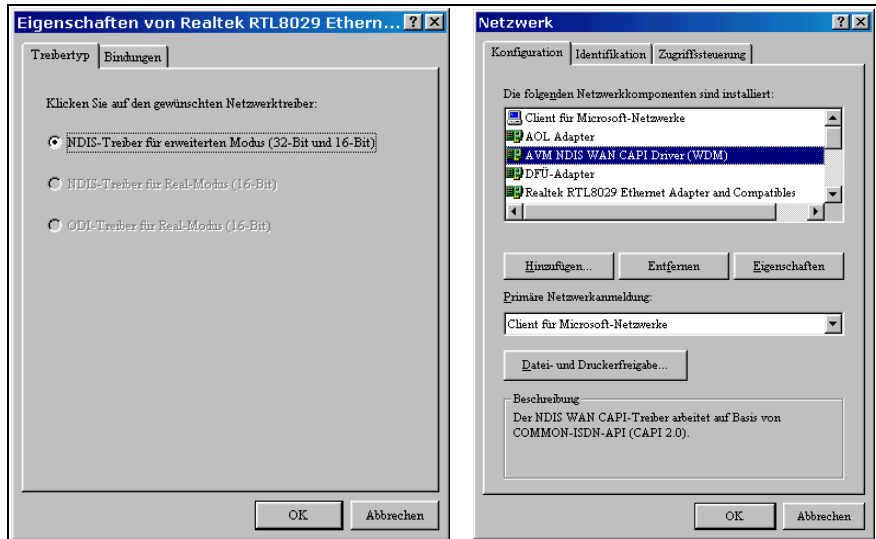 Eigenschaften von Realtek RTL8029 Ethern...
Treibertyp
Bindungen
Klicken Sie auf den gewünschten Netzwerktreiber:
NDIS-Treiber für erweiterten Modus (32-Bit und 16-Bit)
NDIS-Treiber für Real-Modus (16-Bit)
ODI-Treiber für Real-Modus (16-Bit)
OK
Abbrechen
Netzwerk
Konfiguration
Identifikation
Zugriffssteuerung
Die folgenden Netzwerkkomponenten sind installiert:
Client für Microsoft-Netzwerke
AOL Adapter
AVM NDIS WAN CAPI Driver (WDM)
DFÜ-Adapter
Realtek RTL8029 Ethernet Adapter and Compatibles
Hinzufügen...
Entfernen
Eigenschaften
Primäre Netzwerkanmeldung:
Client für Microsoft-Netzwerke
Datei- und Druckerfreigabe...
Beschreibung
Der NDIS WAN CAPI-Treiber arbeitet auf Basis von
COMMON-ISDN-API (CAPI 2.0).
OK
Abbrechen